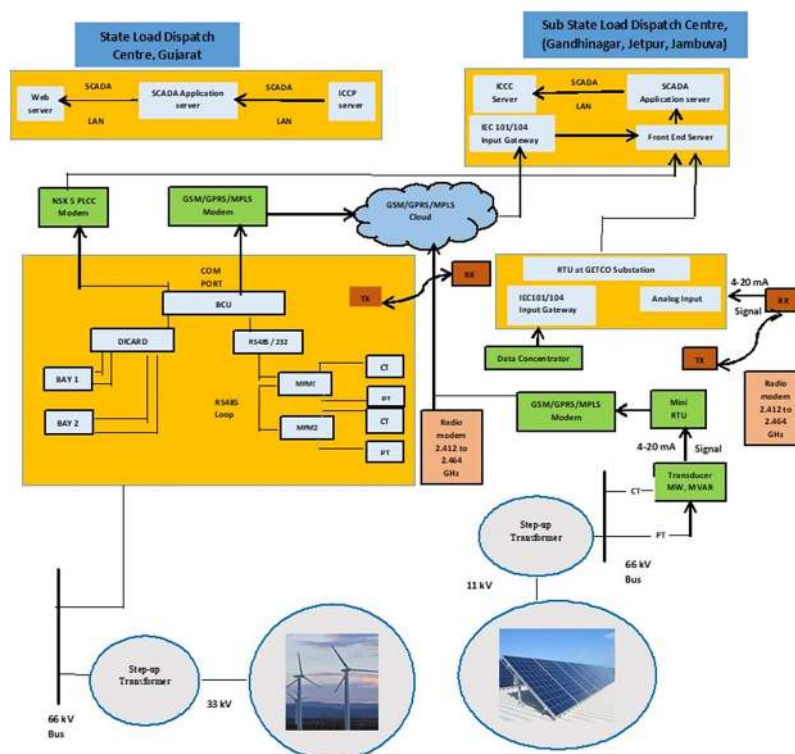 State Load Dispatch
Centre, Gujarat
Sub State Load Dispatch Centre,
(Gandhinagar, Jetpur, Jambuva)
Web
server
SCADA
LAN
SCADA Application
server
SCADA
LAN
ICCP
server
ICCC
Server
SCADA
LAN
SCADA
Application server
IEC 101/104
Input Gateway
Front End Server
NSK 5 PLCC
Modem
GSM/GPRS/MPLS
Modem
GSM/GPRS/MPLS
Cloud
COM
PORT
BCU
TX
RX
DICARD
RS485 / 232
BAY 1
BAY 2
RS485
Loop
MFM1
MFM2
CT
PT
CT
PT
RTU at GETCO Substation
IEC101/104
Input Gateway
Analog Input
4-20 mA
Signal
RX
TX
Data Concentrator
Radio
modem
2.412 to
2.464
GHz
GSM/GPRS/MPLS
Modem
Mini
RTU
Radio modem
2.412 to
2.464 GHz
4-20 mA
Signal
Transducer
MW, MVAR
CT
PT
Step-up
Transformer
66 kV
Bus
11 kV
Step-up
Transformer
33 kV
66 kV
Bus